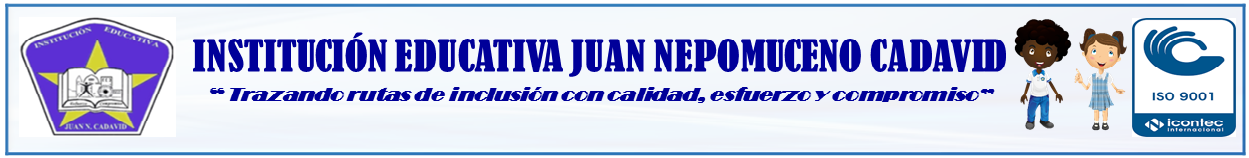 INSTITUCIÓN EDUCATIVA
JUAN N. CADAVID
INSTITUCIÓN EDUCATIVA JUAN NEPOMUCENO CADAVID
“ Trazando rutas de inclusión con calidad, esfuerzo y compromiso”
ISO 9001
icontec
internacional